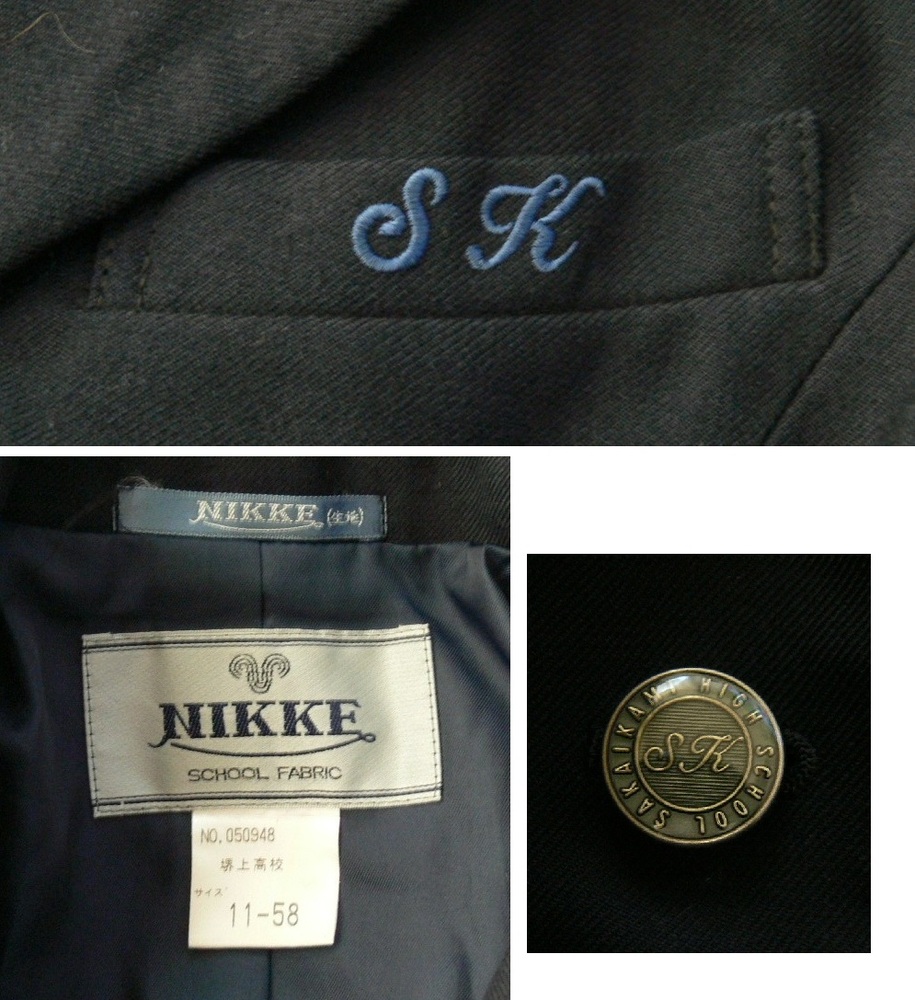 S K
NIKKE (生地)
NIKKE
SCHOOL FABRIC
NO.050948
堺上高校
サイズ
11-58
SAKAIKAMI HIGH SCHOOL
SK